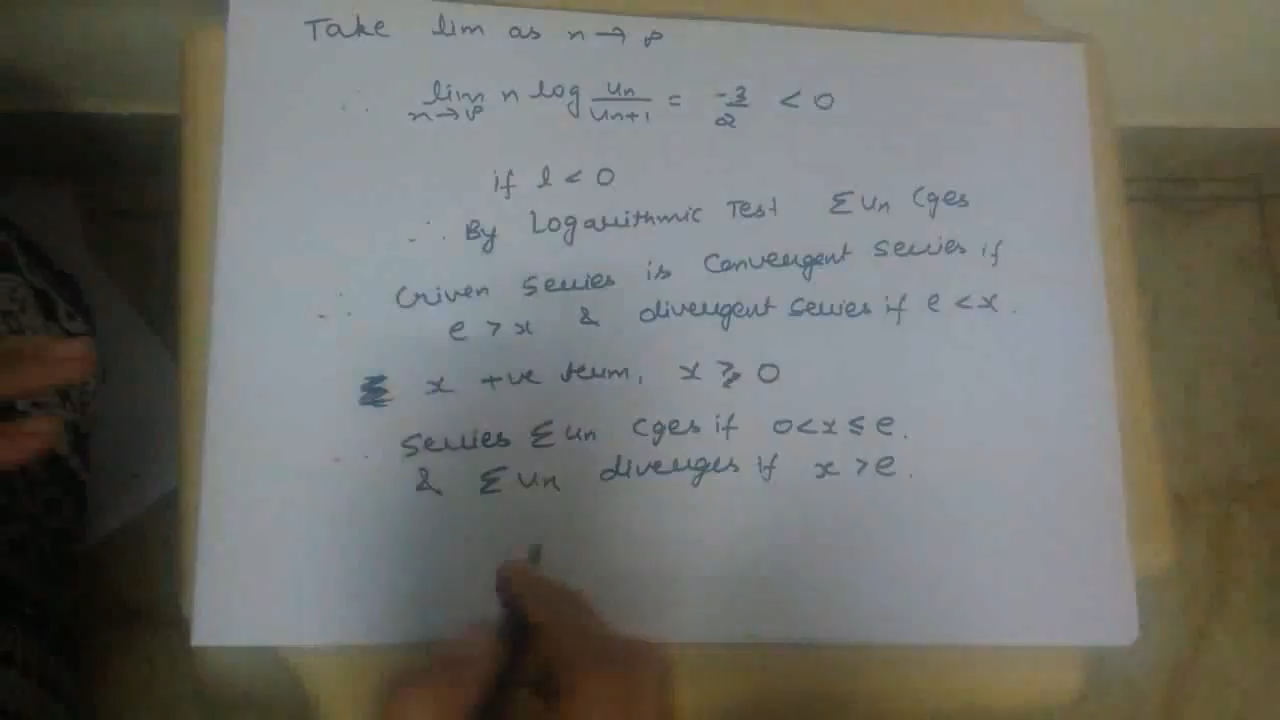 Take lim as n → ∞
∴ lim n→∞ n log un/un+1 = -3/2 < 0
if l < 0
∴ By Logarithmic Test Σun Cges
∴ Given series is Convergent series if
e > x & divergent series if e < x.
x +ve term, x ≥ 0
∴ series Σun Cges if 0<x≤e.
& Σun diverges if x > e.